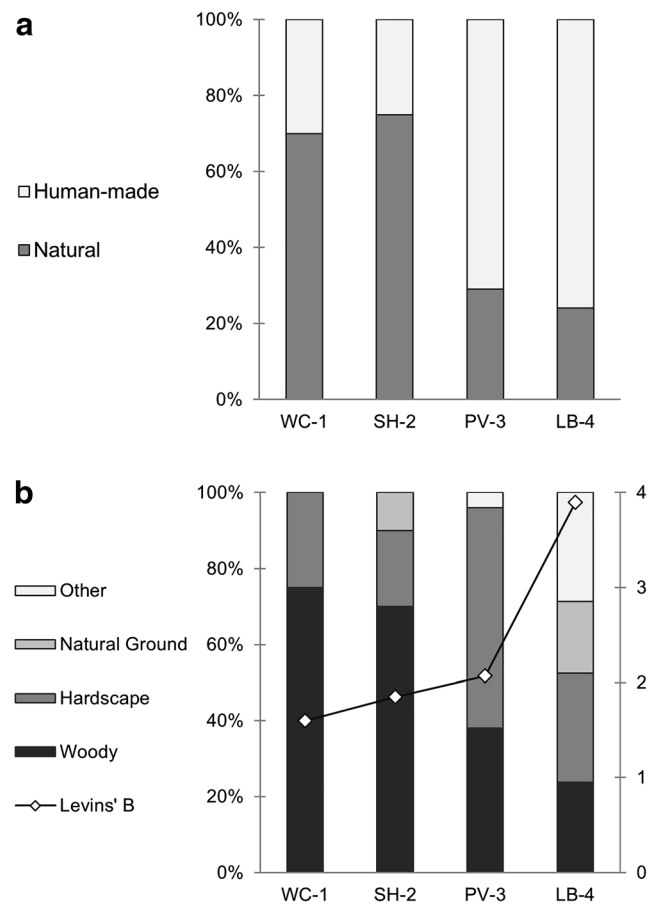 a
100%
80%
60%
40%
20%
0%
Human-made
Natural
WC-1 SH-2 PV-3 LB-4
b
100%
80%
60%
40%
20%
0%
4
3
2
1
0
Other
Natural Ground
Hardscape
Woody
Levins' B
WC-1 SH-2 PV-3 LB-4